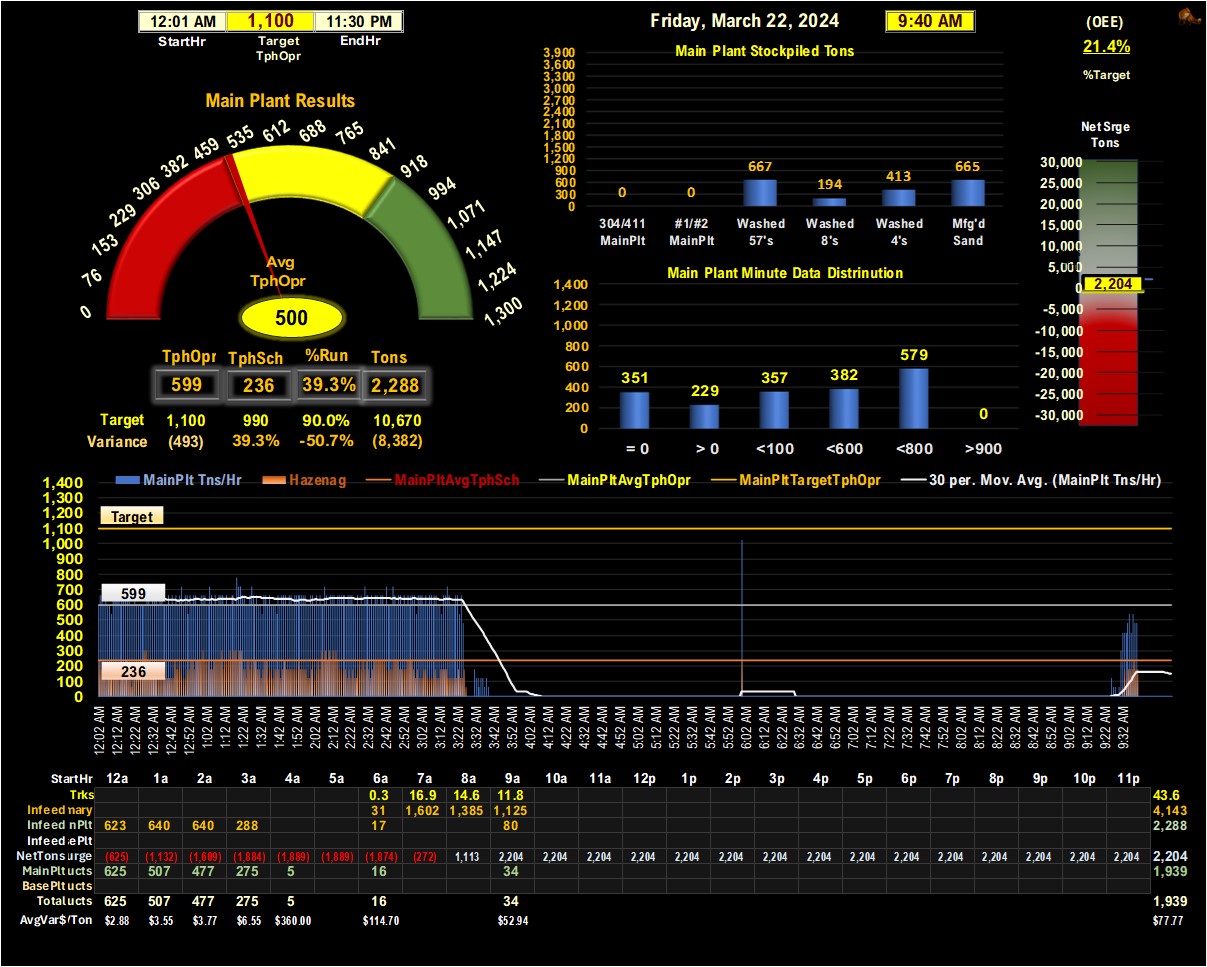 12:01 AM 1,100 11:30 PM
StartHr Target EndHr
TphOpr
Friday, March 22, 2024 9:40 AM
(OEE)
21.4%
%Target
Main Plant Results
0 76 153 229 306 382 459 535 612 688 765 841 918 994 1,071 1,147 1,224 1,300
Avg
TphOpr
500
TphOpr TphSch %Run Tons
599 236 39.3% 2,288
Target 1,100 990 90.0% 10,670
Variance (493) 39.3% -50.7% (8,382)
Main Plant Stockpiled Tons
3,900
3,600
3,300
3,000
2,700
2,400
2,100
1,800
1,500
1,200
900
600
300
0
0 0 667 194 413 665
304/411 #1/#2 Washed Washed Washed Mfg'd
MainPlt MainPlt 57's 8's 4's Sand
Main Plant Minute Data Distrinution
1,400
1,200
1,000
800
600
400
200
0
351 229 357 382 579 0
= 0 > 0 <100 <600 <800 >900
Net Srge
Tons
30,000
25,000
20,000
15,000
10,000
5,000
0
2,204
-5,000
-10,000
-15,000
-20,000
-25,000
-30,000
MainPlt Tns/Hr Hazenag MainPltAvgTphSch MainPltAvgTphOpr MainPltTargetTphOpr 30 per. Mov. Avg. (MainPlt Tns/Hr)
1,400
1,300
1,200
1,100
1,000
900
800
700
600
500
400
300
200
100
0
Target
599
236
12:02 AM 12:12 AM 12:22 AM 12:32 AM 12:42 AM 12:52 AM 1:02 AM 1:12 AM 1:22 AM 1:32 AM 1:42 AM 1:52 AM 2:02 AM 2:12 AM 2:22 AM 2:32 AM 2:42 AM 2:52 AM 3:02 AM 3:12 AM 3:22 AM 3:32 AM 3:42 AM 3:52 AM 4:02 AM 4:12 AM 4:22 AM 4:32 AM 4:42 AM 4:52 AM 5:02 AM 5:12 AM 5:22 AM 5:32 AM 5:42 AM 5:52 AM 6:02 AM 6:12 AM 6:22 AM 6:32 AM 6:42 AM 6:52 AM 7:02 AM 7:12 AM 7:22 AM 7:32 AM 7:42 AM 7:52 AM 8:02 AM 8:12 AM 8:22 AM 8:32 AM 8:42 AM 8:52 AM 9:02 AM 9:12 AM 9:22 AM 9:32 AM
StartHr 12a 1a 2a 3a 4a 5a 6a 7a 8a 9a 10a 11a 12p 1p 2p 3p 4p 5p 6p 7p 8p 9p 10p 11p
Trks 0.3 16.9 14.6 11.8 43.6
Infeed nary 31 1,602 1,385 1,125 4,143
Infeed nPlt 623 640 640 288 17 80 2,288
Infeed ePlt
NetTons urge (625) (1,132) (1,609) (1,884) (1,889) (1,889) (1,874) (272) 1,113 2,204 2,204 2,204 2,204 2,204 2,204 2,204 2,204 2,204 2,204 2,204 2,204 2,204 2,204 2,204 2,204
MainPlt ucts 625 507 477 275 5 16 34 1,939
BasePlt ucts
Total ucts 625 507 477 275 5 16 34 1,939
AvgVar$/Ton $2.88 $3.55 $3.77 $6.55 $360.00 $114.70 $52.94 $77.77